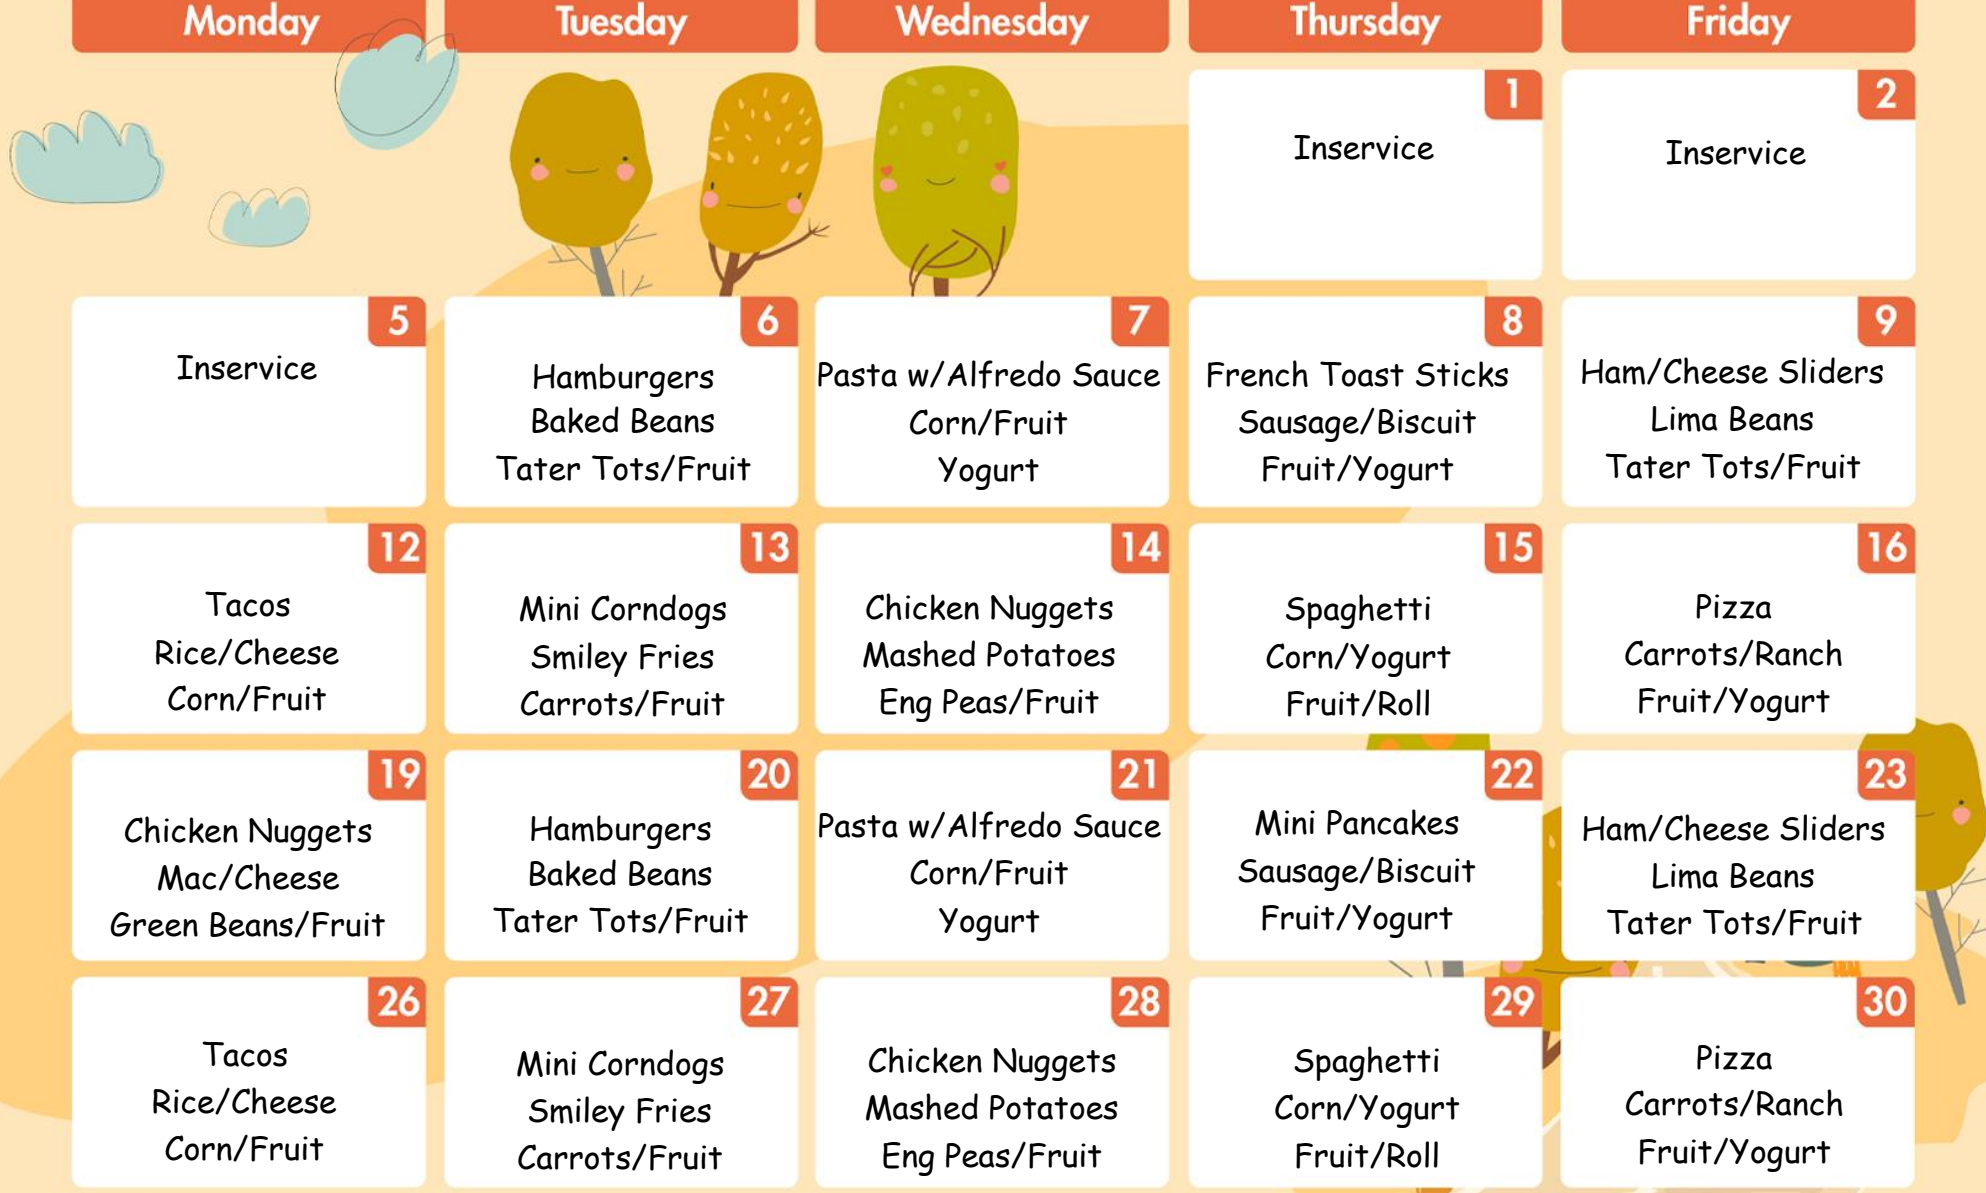 Monday
Tuesday
Wednesday
Thursday
Friday
1
Inservice
2
Inservice
5
Inservice
6
Hamburgers
Baked Beans
Tater Tots/Fruit
7
Pasta w/Alfredo Sauce
Corn/Fruit
Yogurt
8
French Toast Sticks
Sausage/Biscuit
Fruit/Yogurt
9
Ham/Cheese Sliders
Lima Beans
Tater Tots/Fruit
12
Tacos
Rice/Cheese
Corn/Fruit
13
Mini Corndogs
Smiley Fries
Carrots/Fruit
14
Chicken Nuggets
Mashed Potatoes
Eng Peas/Fruit
15
Spaghetti
Corn/Yogurt
Fruit/Roll
16
Pizza
Carrots/Ranch
Fruit/Yogurt
19
Chicken Nuggets
Mac/Cheese
Green Beans/Fruit
20
Hamburgers
Baked Beans
Tater Tots/Fruit
21
Pasta w/Alfredo Sauce
Corn/Fruit
Yogurt
22
Mini Pancakes
Sausage/Biscuit
Fruit/Yogurt
23
Ham/Cheese Sliders
Lima Beans
Tater Tots/Fruit
26
Tacos
Rice/Cheese
Corn/Fruit
27
Mini Corndogs
Smiley Fries
Carrots/Fruit
28
Chicken Nuggets
Mashed Potatoes
Eng Peas/Fruit
29
Spaghetti
Corn/Yogurt
Fruit/Roll
30
Pizza
Carrots/Ranch
Fruit/Yogurt